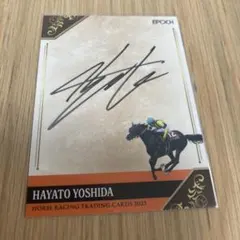 EPOCH
HAYATO YOSHIDA
HORSE RACING TRADING CARDS 2023